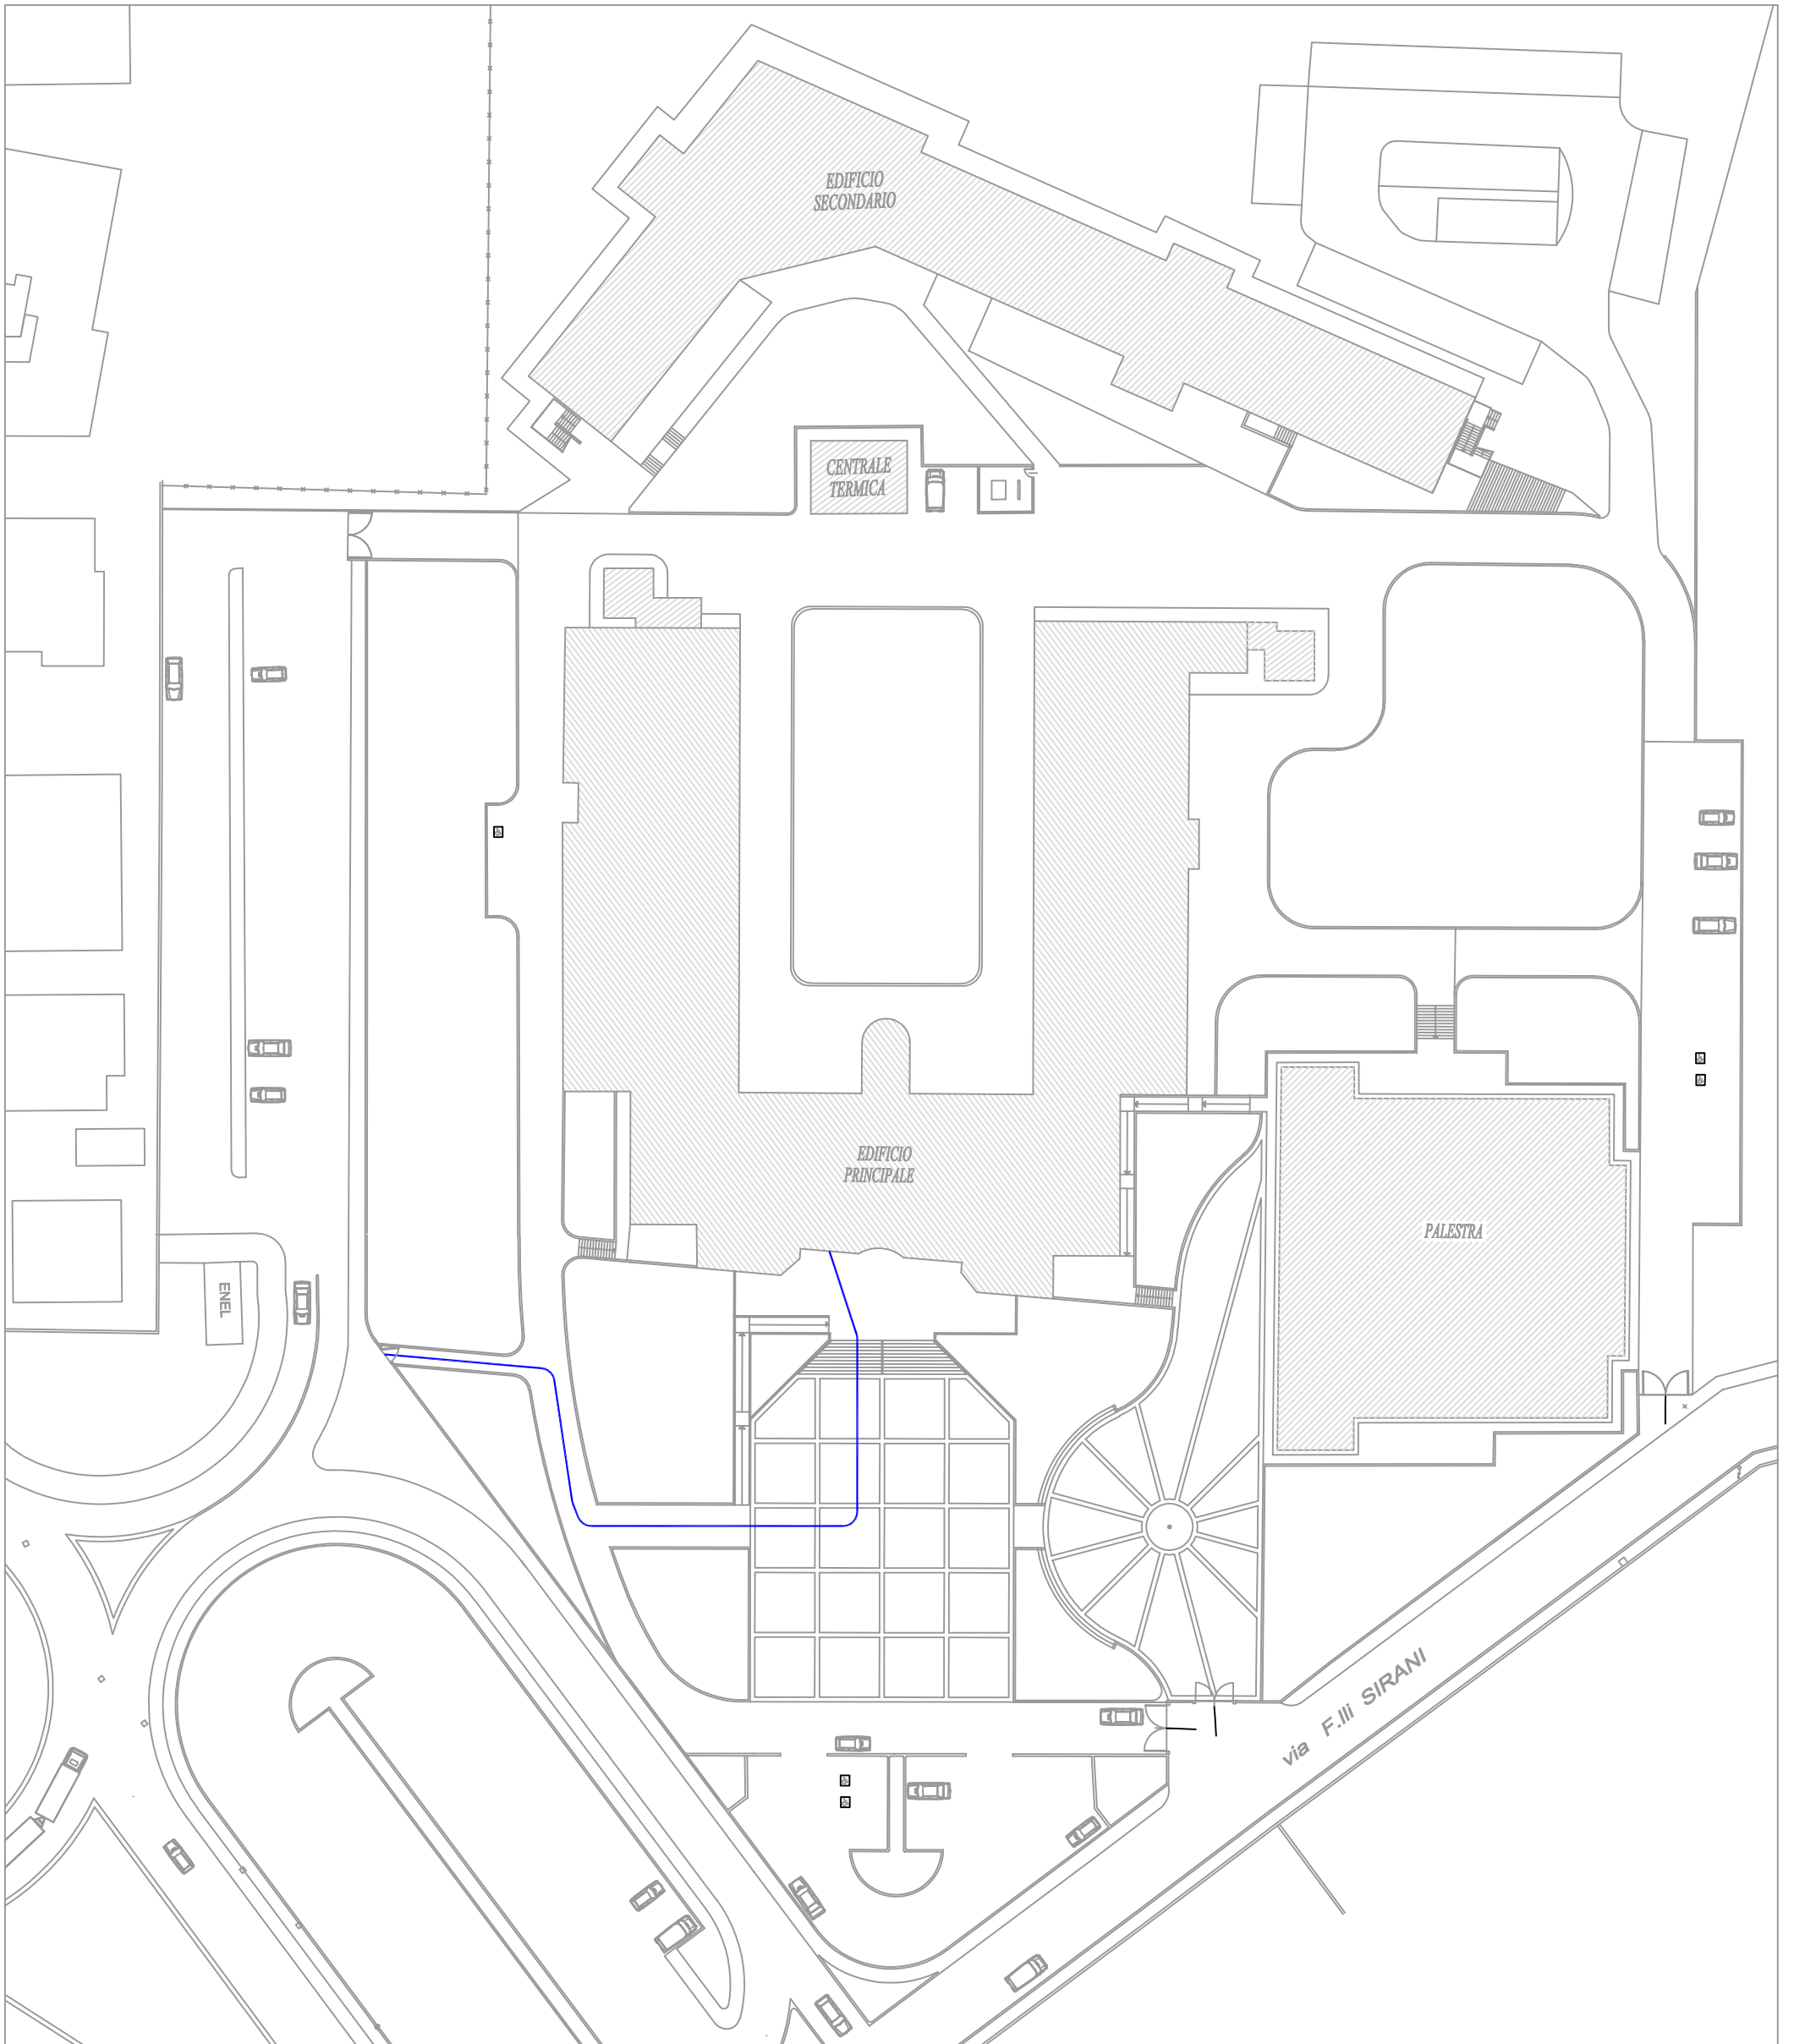 EDIFICIO
SECONDARIO
CENTRALE
TERMICA
EDIFICIO
PRINCIPALE
PALESTRA
ENEL
via F.lli SIRANI